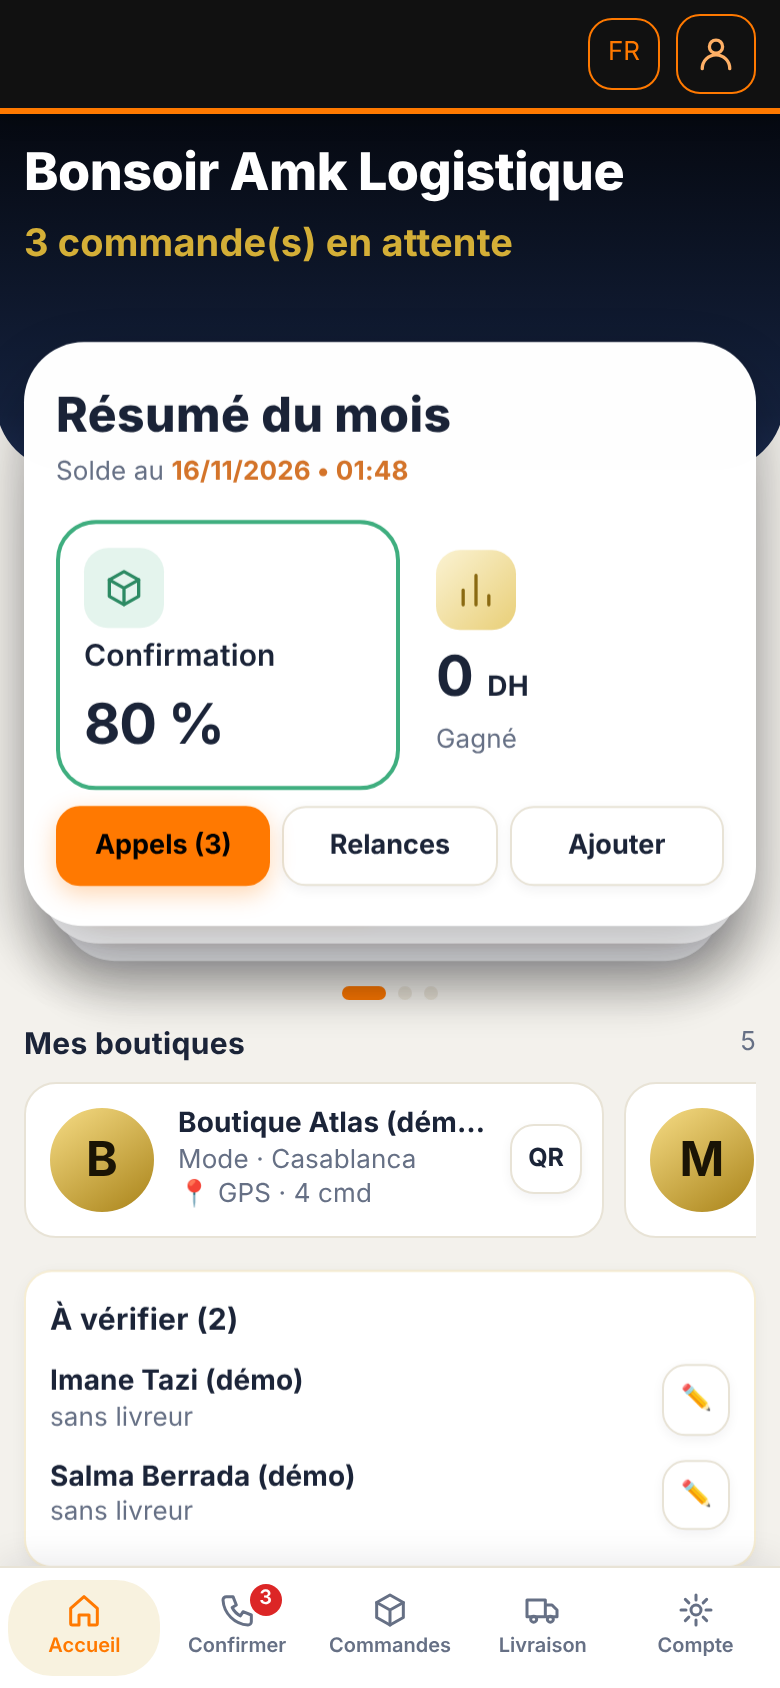 FR
Bonsoir Amk Logistique
3 commande(s) en attente
Résumé du mois
Solde au 16/11/2026 • 01:48
Confirmation
80 %
0 DH
Gagné
Appels (3)
Relances
Ajouter
Mes boutiques
5
B
Boutique Atlas (dém...
Mode · Casablanca
📍 GPS · 4 cmd
QR
M
À vérifier (2)
Imane Tazi (démo)
sans livreur
Salma Berrada (démo)
sans livreur
3
Accueil
Confirmer
Commandes
Livraison
Compte